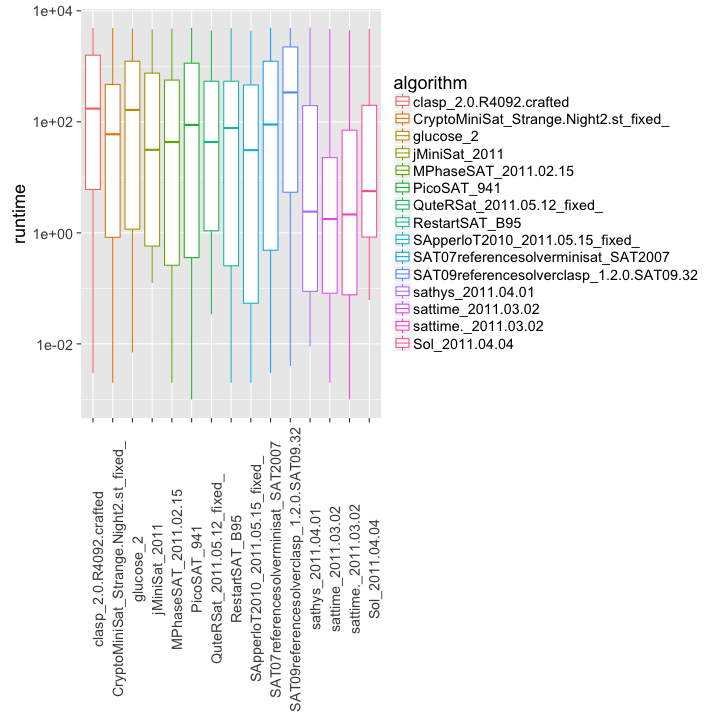 1e+04
1e+02
1e+00
1e-02
runtime
clasp_2.0.R4092.crafted
CryptoMiniSat_Strange.Night2.st_fixed_
glucose_2
jMiniSat_2011
MPhaseSAT_2011.02.15
PicoSAT_941
QuteRSat_2011.05.12_fixed_
RestartSAT_B95
SApperloT2010_2011.05.15_fixed_
SAT07referencesolverminisat_SAT2007
SAT09referencesolverclasp_1.2.0.SAT09.32
sathys_2011.04.01
sattime_2011.03.02
sattime._2011.03.02
Sol_2011.04.04
algorithm
clasp_2.0.R4092.crafted
CryptoMiniSat_Strange.Night2.st_fixed_
glucose_2
jMiniSat_2011
MPhaseSAT_2011.02.15
PicoSAT_941
QuteRSat_2011.05.12_fixed_
RestartSAT_B95
SApperloT2010_2011.05.15_fixed_
SAT07referencesolverminisat_SAT2007
SAT09referencesolverclasp_1.2.0.SAT09.32
sathys_2011.04.01
sattime_2011.03.02
sattime._2011.03.02
Sol_2011.04.04